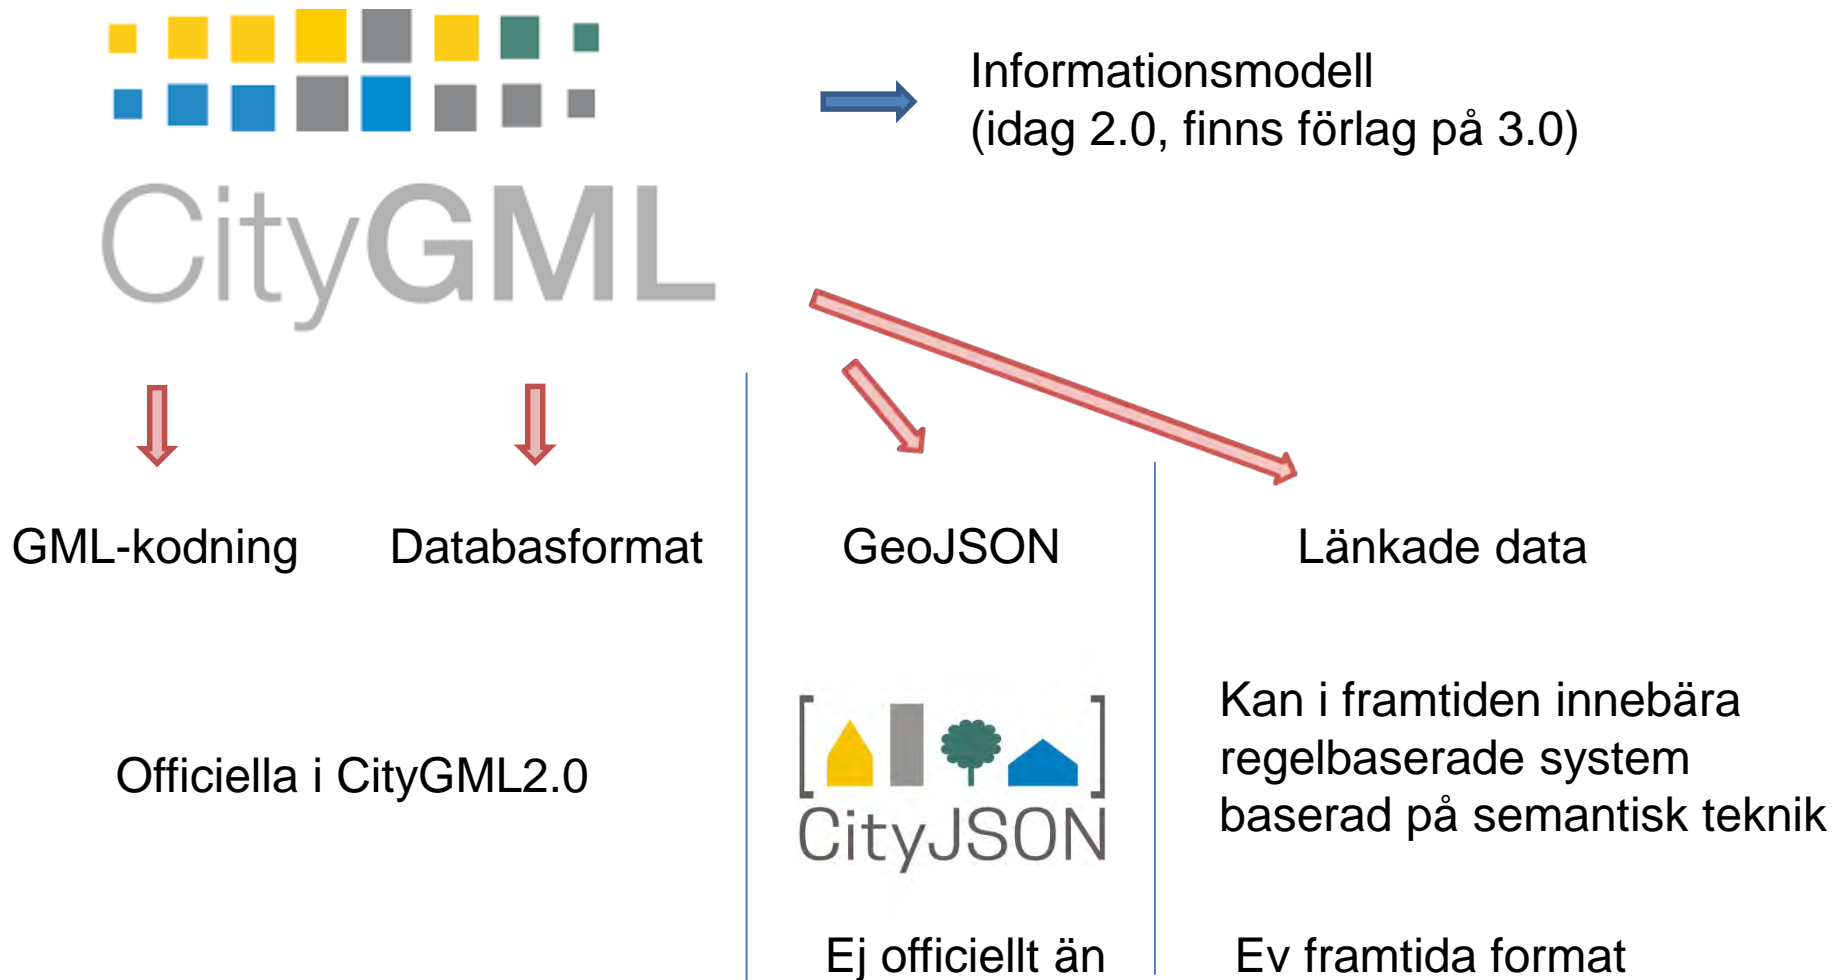 CityGML
Informationsmodell
(idag 2.0, finns förlag på 3.0)
GML-kodning
Databasformat
GeoJSON
Länkade data
Officiella i CityGML2.0
CityJSON
Kan i framtiden innebära
regelbaserade system
baserad på semantisk teknik
Ej officiellt än
Ev framtida format